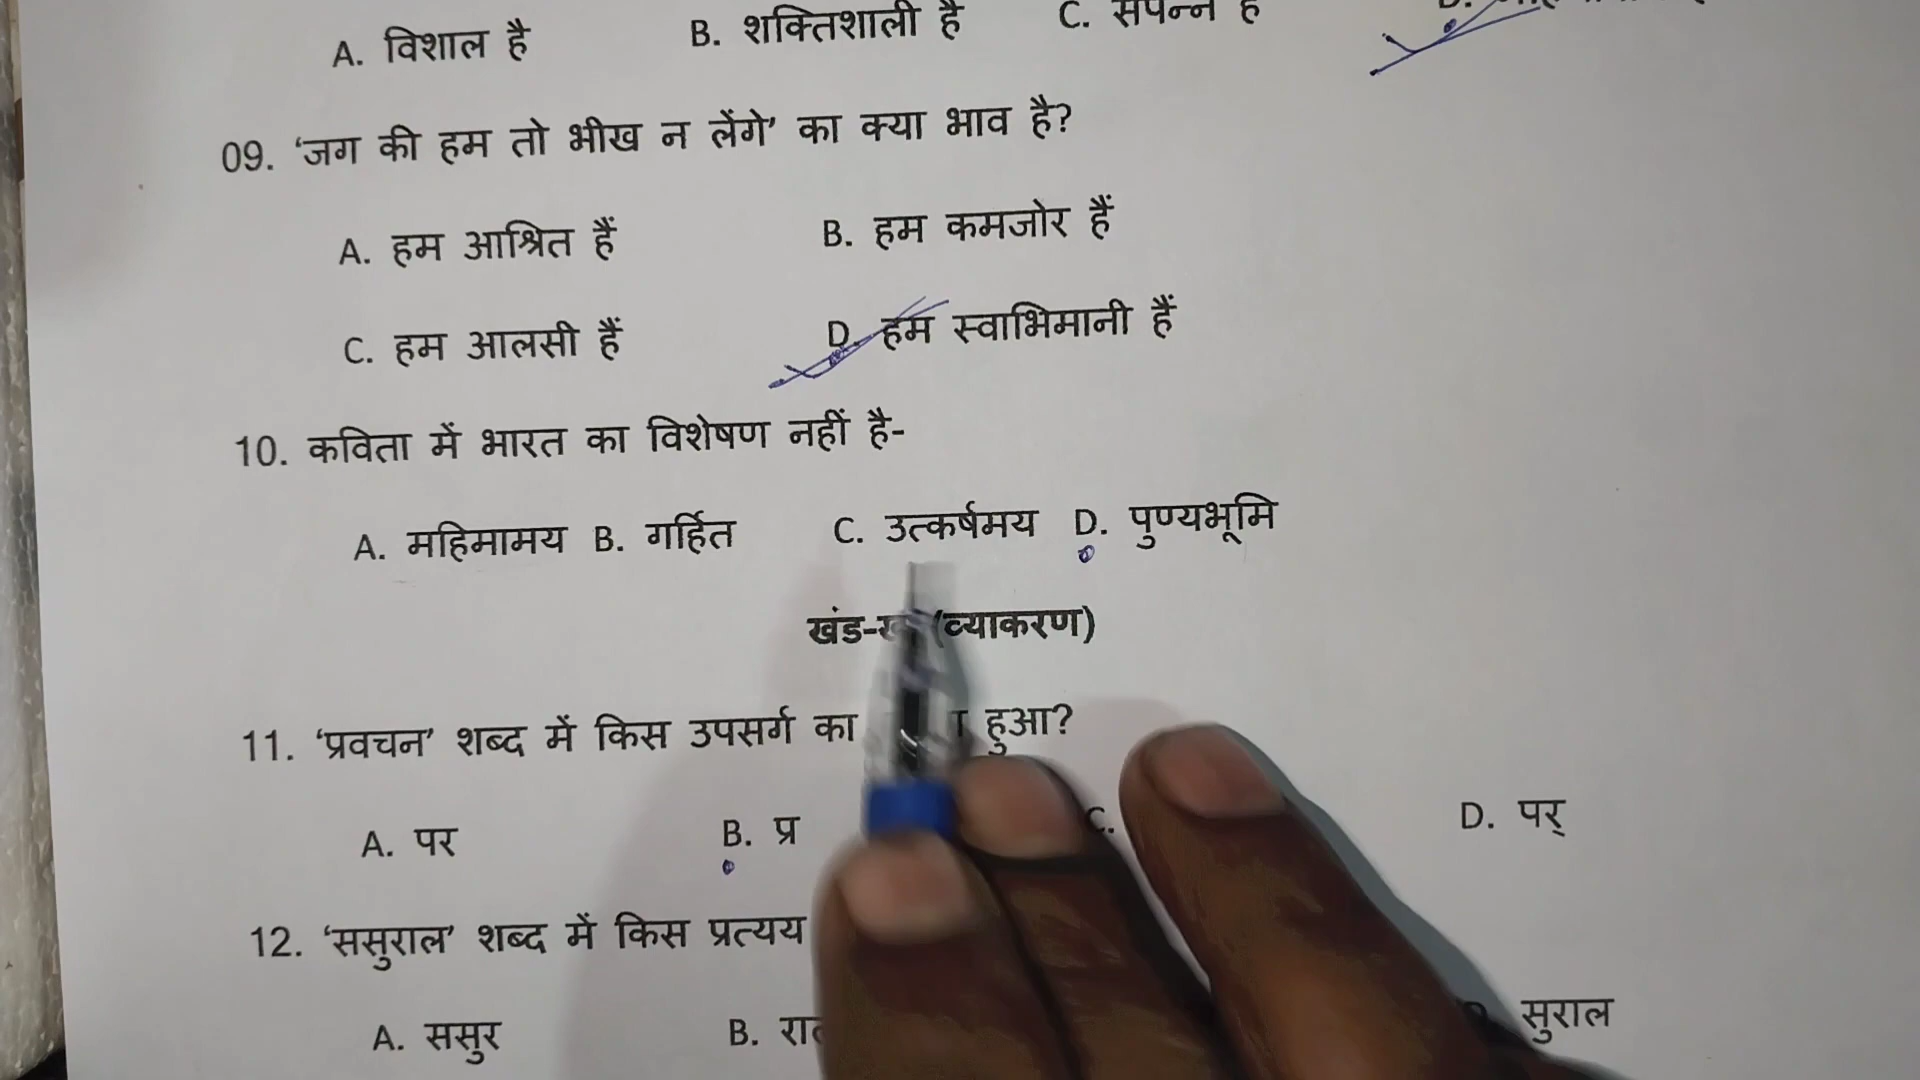 A. विशाल है B. शक्तिशाली है C. संपन्न है
09. 'जग की हम तो भीख न लेंगे' का क्या भाव है?
A. हम आश्रित हैं B. हम कमजोर हैं
C. हम आलसी हैं D. हम स्वाभिमानी हैं
10. कविता में भारत का विशेषण नहीं है-
A. महिमामय B. गर्हित C. उत्कर्षमय D. पुण्यभूमि
(व्याकरण)
11. 'प्रवचन' शब्द में किस उपसर्ग का हुआ?
A. पर B. प्र C. D. पर्
12. 'ससुराल' शब्द में किस प्रत्यय
A. ससुर B. सुराल